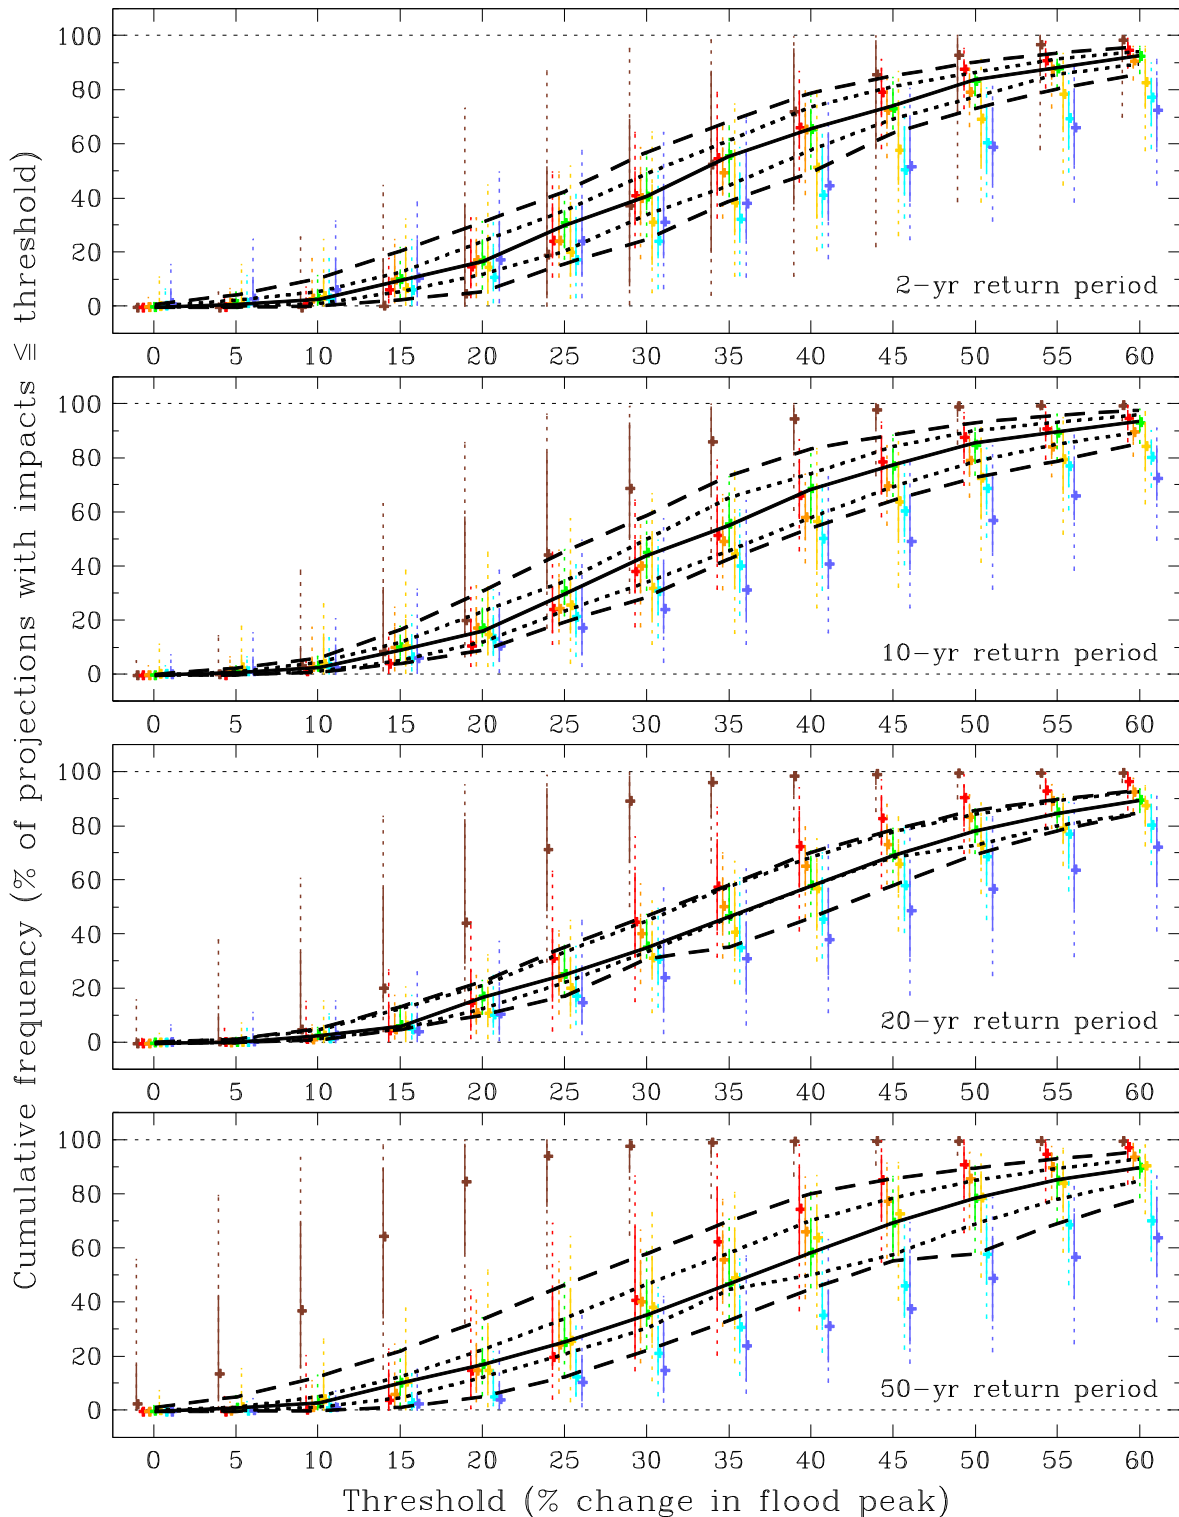 Cumulative frequency (% of projections with impacts ≤ threshold)
100
80
60
40
20
0
2-yr return period
0 5 10 15 20 25 30 35 40 45 50 55 60
100
80
60
40
20
0
10-yr return period
0 5 10 15 20 25 30 35 40 45 50 55 60
100
80
60
40
20
0
20-yr return period
0 5 10 15 20 25 30 35 40 45 50 55 60
100
80
60
40
20
0
50-yr return period
0 5 10 15 20 25 30 35 40 45 50 55 60
Threshold (% change in flood peak)